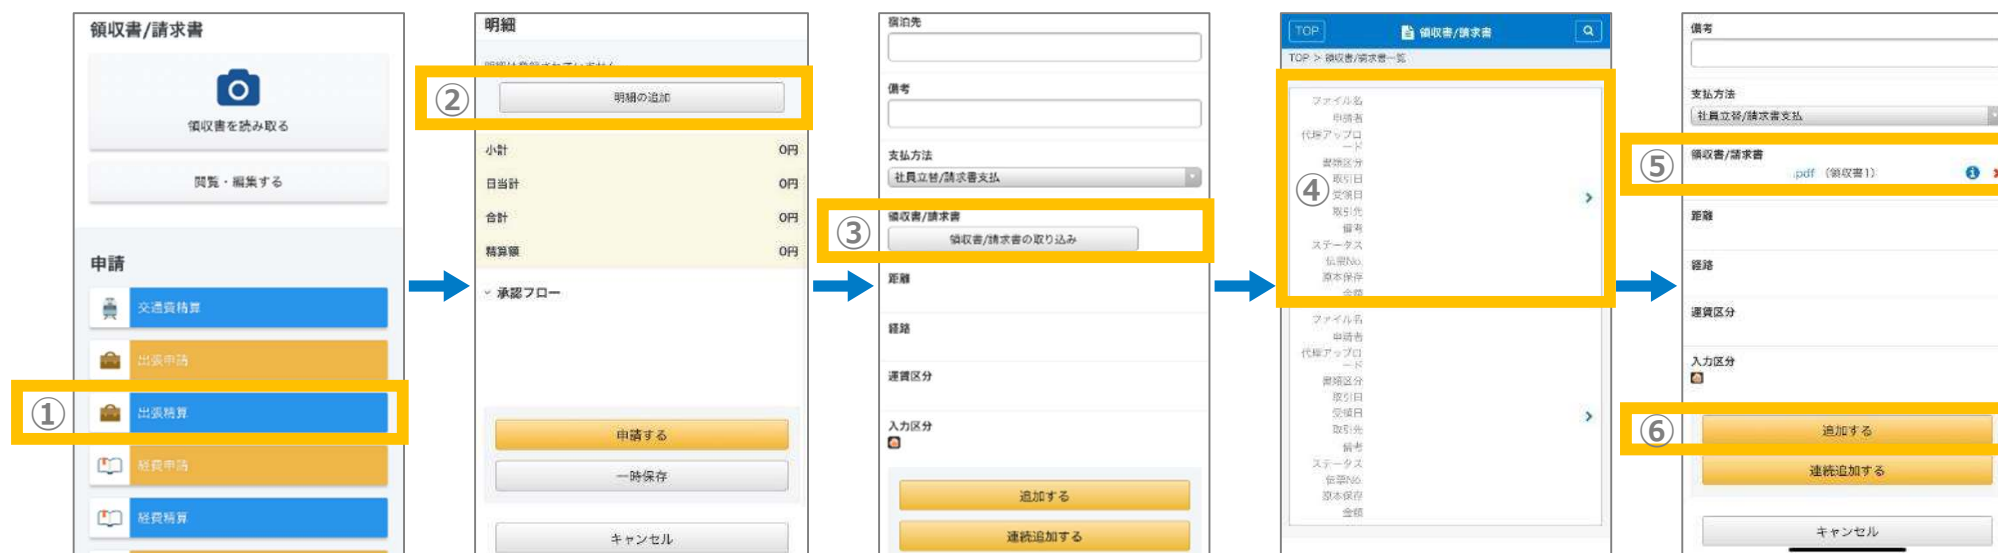 領収書/請求書
領収書を読み取る
閲覧・編集する
申請
交通費精算
出張申請
①
出張精算
経費申請
経費精算
明細
明細は登録されていません
②
明細の追加
小計 0円
日当計 0円
合計 0円
精算額 0円
承認フロー
申請する
一時保存
キャンセル
宿泊先
備考
支払方法
社員立替/請求書支払
③
領収書/請求書
領収書/請求書の取り込み
距離
経路
運賃区分
入力区分
追加する
連続追加する
TOP 領収書/請求書
TOP > 領収書/請求書一覧
④
ファイル名
申請者
代理アップロ
ード
書類区分
取引日
受領日
取引先
備考
ステータス
伝票No.
原本保存
金額
ファイル名
申請者
代理アップロ
ード
書類区分
取引日
受領日
取引先
備考
ステータス
伝票No.
原本保存
金額
備考
支払方法
社員立替/請求書支払
⑤
領収書/請求書
.pdf （領収書1）
距離
経路
運賃区分
入力区分
⑥
追加する
連続追加する
キャンセル